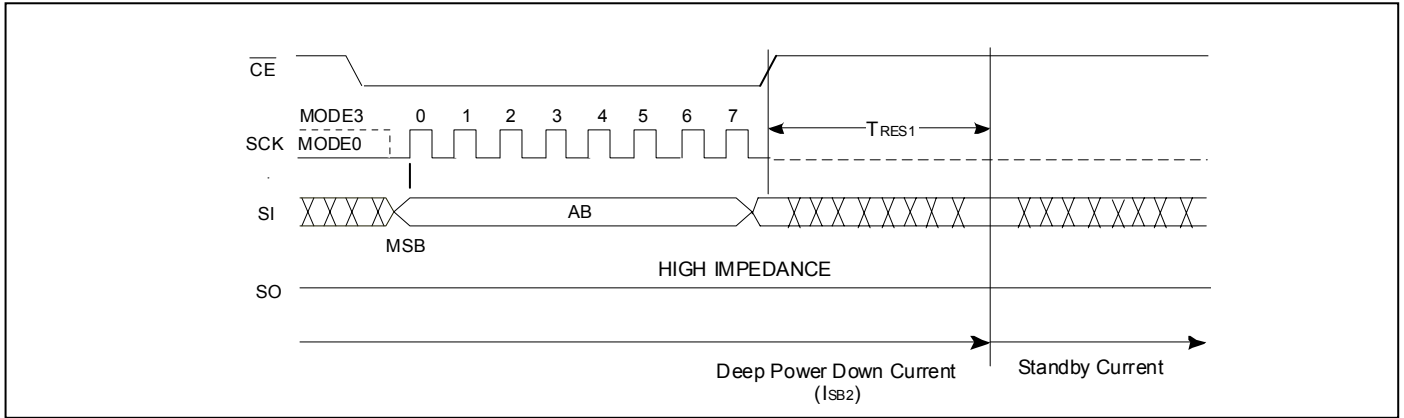 CE
MODE3
0 1 2 3 4 5 6 7
SCK MODE0
TRES1
SI
AB
MSB
HIGH IMPEDANCE
SO
Deep Power Down Current
(ISB2)
Standby Current